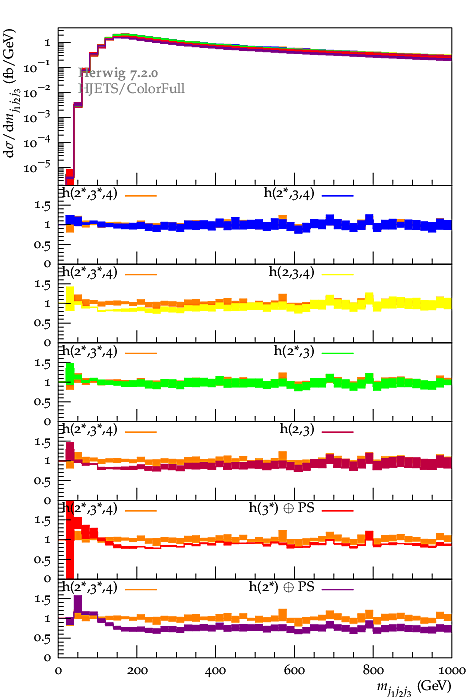 dσ/dm_{j₁j₂j₃} (fb/GeV)
1
10⁻¹
10⁻²
10⁻³
10⁻⁴
10⁻⁵
Herwig 7.2.0
HJETS/ColorFull
h(2*,3*,4) h(2*,3,4)
1.5
1
0.5
0
h(2*,3*,4) h(2,3,4)
1.5
1
0.5
0
h(2*,3*,4) h(2*,3)
1.5
1
0.5
0
h(2*,3*,4) h(2,3)
1.5
1
0.5
0
h(2*,3*,4) h(3*) ⊕ PS
1.5
1
0.5
0
h(2*,3*,4) h(2*) ⊕ PS
1.5
1
0.5
0
0 200 400 600 800 1000
m_{j₁j₂j₃} (GeV)